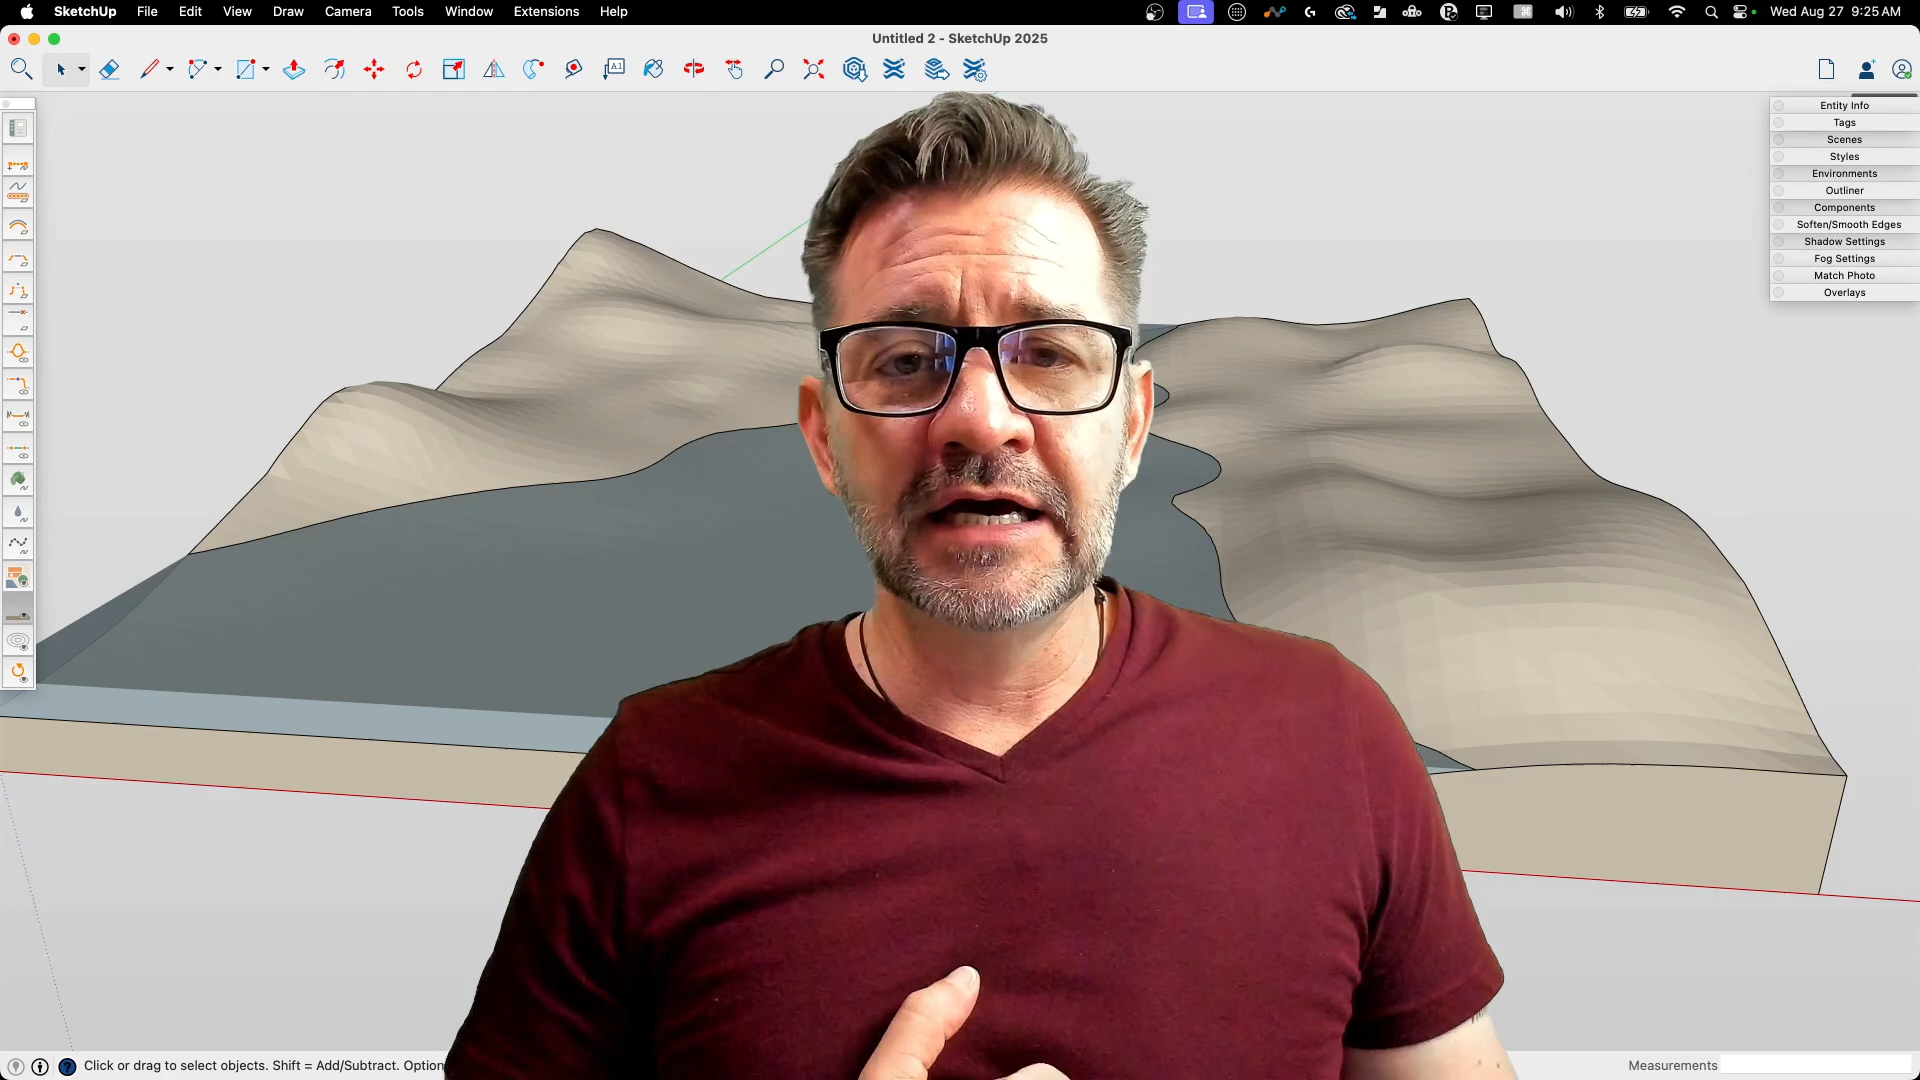 SketchUp File Edit View Draw Camera Tools Window Extensions Help Wed Aug 27 9:25 AM
Untitled 2 - SketchUp 2025
A1
Entity Info
Tags
Scenes
Styles
Environments
Outliner
Components
Soften/Smooth Edges
Shadow Settings
Fog Settings
Match Photo
Overlays
Click or drag to select objects. Shift = Add/Subtract. Option
Measurements